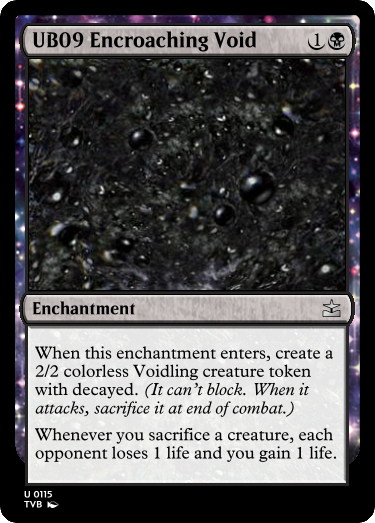 UB09 Encroaching Void 1
Enchantment
When this enchantment enters, create a
2/2 colorless Voidling creature token
with decayed. (It can't block. When it
attacks, sacrifice it at end of combat.)
Whenever you sacrifice a creature, each
opponent loses 1 life and you gain 1 life.
U 0115
TVB